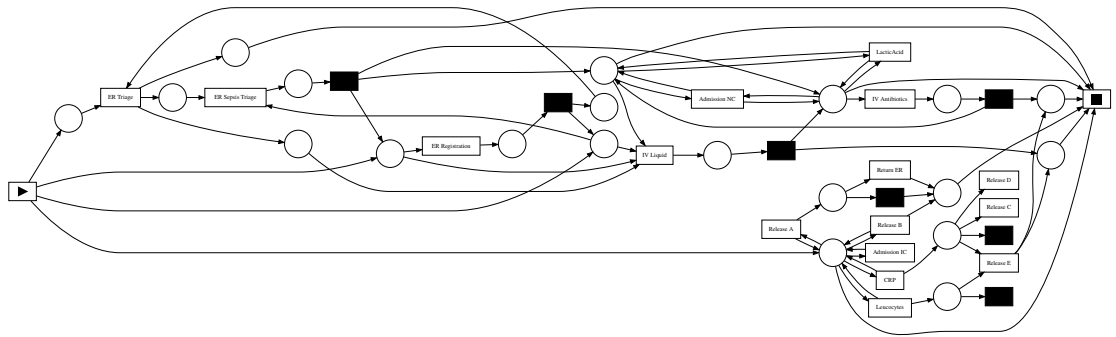 LacticAcid
ER Triage
ER Sepsis Triage
Admission NC
IV Antibiotics
ER Registration
IV Liquid
Return ER
Release D
Release C
Release A
Release B
Admission IC
Release E
CRP
Leucocytes